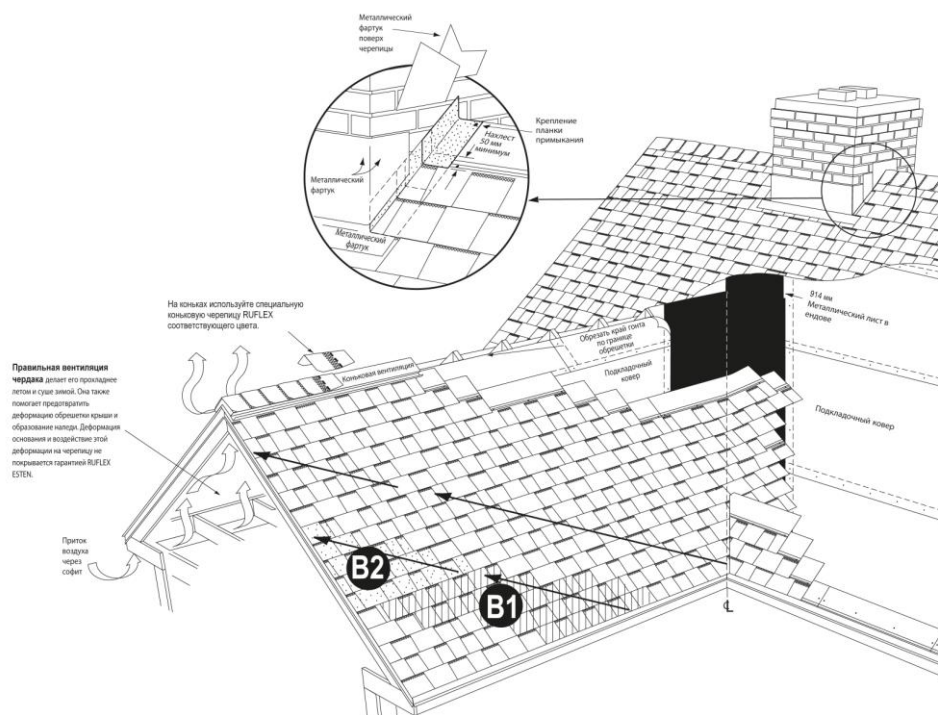 Металлический
фартук
поверх
черепицы
Крепление
планки
примыкания
Нахлест
50 мм
минимум
Металлический
фартук
Металлический
фартук
914 мм
Металлический лист в
ендове
На коньках используйте специальную
коньковую черепицу RUFLEX
соответствующего цвета.
Обрезать край гонта
по границе
обрешетки
Коньковая вентиляция
Подкладочный
ковер
Правильная вентиляция
чердака делает его прохладнее
летом и суше зимой. Она также
помогает предотвратить
деформацию обрешетки крыши и
образование наледи. Деформация
основания и воздействие этой
деформации на черепицу не
покрывается гарантией RUFLEX
ESTEN.
Подкладочный ковер
Приток
воздуха
через
софит
B2
B1
℄